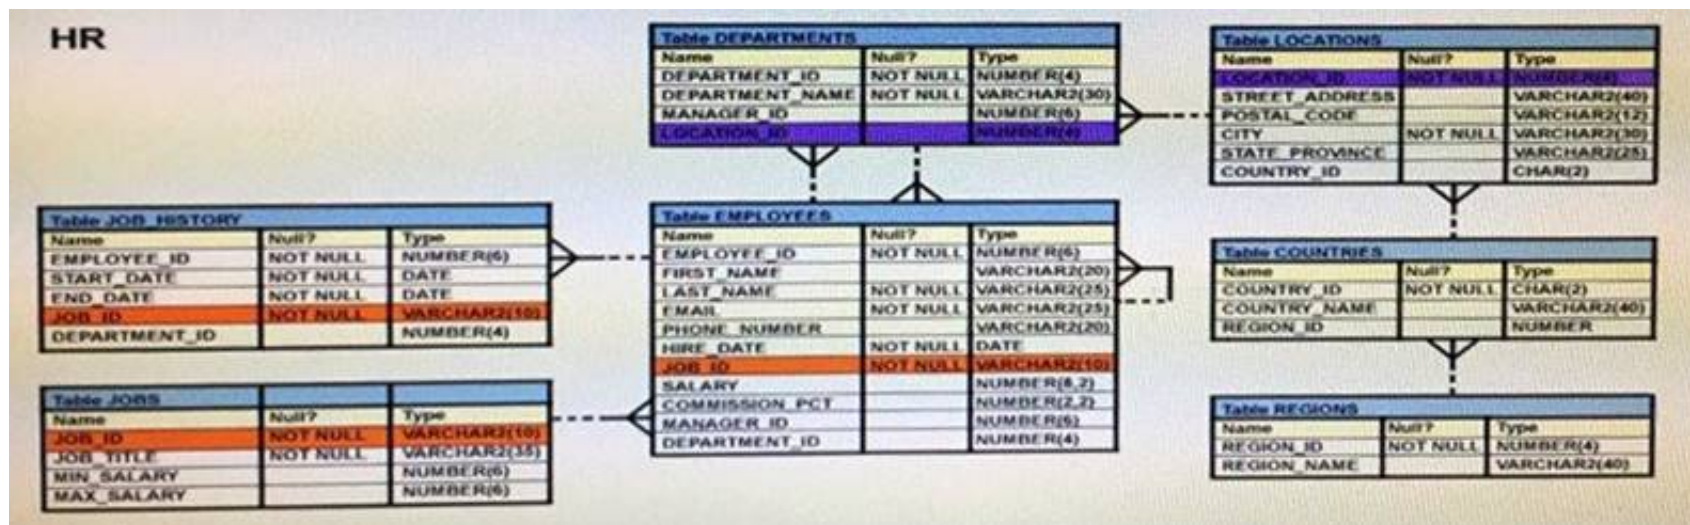 HR
Table DEPARTMENTS
Name Null? Type
DEPARTMENT_ID NOT NULL NUMBER(4)
DEPARTMENT_NAME NOT NULL VARCHAR2(30)
MANAGER_ID NUMBER(6)
LOCATION_ID NUMBER(4)
Table LOCATIONS
Name Null? Type
LOCATION_ID NOT NULL NUMBER(4)
STREET_ADDRESS VARCHAR2(40)
POSTAL_CODE VARCHAR2(12)
CITY NOT NULL VARCHAR2(30)
STATE_PROVINCE VARCHAR2(25)
COUNTRY_ID CHAR(2)
Table JOB_HISTORY
Name Null? Type
EMPLOYEE_ID NOT NULL NUMBER(6)
START_DATE NOT NULL DATE
END_DATE NOT NULL DATE
JOB_ID NOT NULL VARCHAR2(10)
DEPARTMENT_ID NUMBER(4)
Table EMPLOYEES
Name Null? Type
EMPLOYEE_ID NOT NULL NUMBER(6)
FIRST_NAME VARCHAR2(20)
LAST_NAME NOT NULL VARCHAR2(25)
EMAIL NOT NULL VARCHAR2(25)
PHONE_NUMBER VARCHAR2(20)
HIRE_DATE NOT NULL DATE
JOB_ID NOT NULL VARCHAR2(10)
SALARY NUMBER(8,2)
COMMISSION_PCT NUMBER(2,2)
MANAGER_ID NUMBER(6)
DEPARTMENT_ID NUMBER(4)
Table COUNTRIES
Name Null? Type
COUNTRY_ID NOT NULL CHAR(2)
COUNTRY_NAME VARCHAR2(40)
REGION_ID NUMBER
Table JOBS
Name Null? Type
JOB_ID NOT NULL VARCHAR2(10)
JOB_TITLE NOT NULL VARCHAR2(35)
MIN_SALARY NUMBER(6)
MAX_SALARY NUMBER(6)
Table REGIONS
Name Null? Type
REGION_ID NOT NULL NUMBER(4)
REGION_NAME VARCHAR2(40)